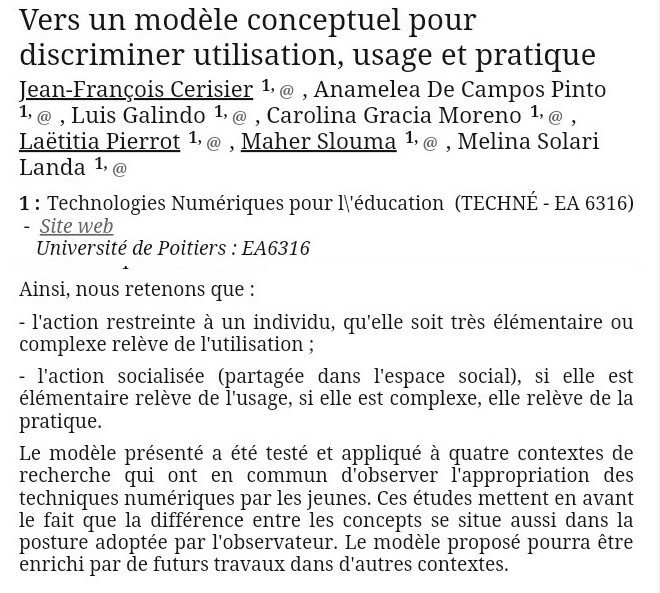 Vers un modèle conceptuel pour
discriminer utilisation, usage et pratique
Jean-François Cerisier 1, @ , Anamelea De Campos Pinto
1, @ , Luis Galindo 1, @ , Carolina Gracia Moreno 1, @ ,
Laëtitia Pierrot 1, @ , Maher Slouma 1, @ , Melina Solari
Landa 1, @
1 : Technologies Numériques pour l\'éducation (TECHNÉ - EA 6316)
- Site web
Université de Poitiers : EA6316
Ainsi, nous retenons que :
- l'action restreinte à un individu, qu'elle soit très élémentaire ou
complexe relève de l'utilisation ;
- l'action socialisée (partagée dans l'espace social), si elle est
élémentaire relève de l'usage, si elle est complexe, elle relève de la
pratique.
Le modèle présenté a été testé et appliqué à quatre contextes de
recherche qui ont en commun d'observer l'appropriation des
techniques numériques par les jeunes. Ces études mettent en avant
le fait que la différence entre les concepts se situe aussi dans la
posture adoptée par l'observateur. Le modèle proposé pourra être
enrichi par de futurs travaux dans d'autres contextes.